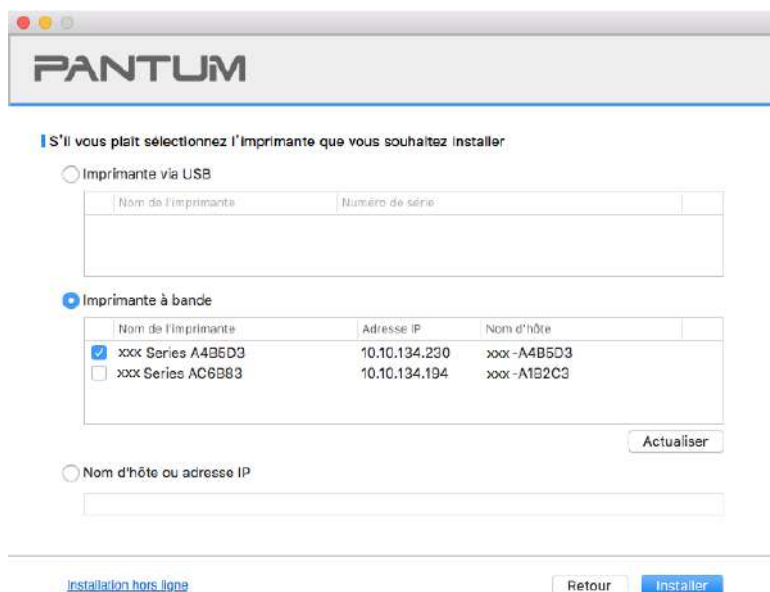 PANTUM
S'il vous plaît sélectionnez l'imprimante que vous souhaitez installer
Imprimante via USB
Nom de l'imprimante Numéro de série
Imprimante à bande
Nom de l'imprimante Adresse IP Nom d'hôte
xxx Series A4B5D3 10.10.134.230 xxx-A4B5D3
xxx Series AC6B83 10.10.134.194 xxx-A1B2C3
Actualiser
Nom d'hôte ou adresse IP
Installation hors ligne Retour Installer